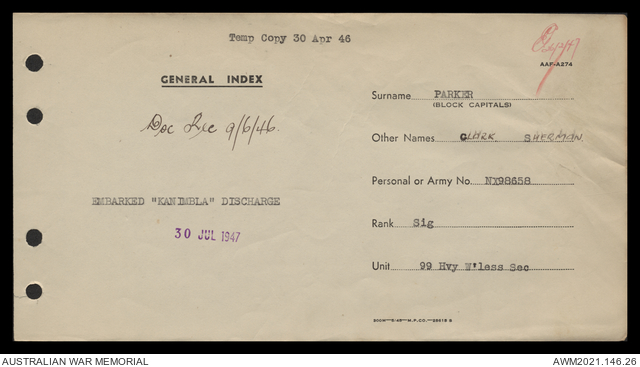 Temp Copy 30 Apr 46
AAF-A274
GENERAL INDEX
Doc Rec 9/6/46.
EMBARKED "KANIMBLA" DISCHARGE
30 JUL 1947
Surname PARKER
(BLOCK CAPITALS)
Other Names CLARK SHERMAN
Personal or Army No. NX98658
Rank Sig
Unit 99 Hvy W'less Sec
AUSTRALIAN WAR MEMORIAL
AWM2021.146.26